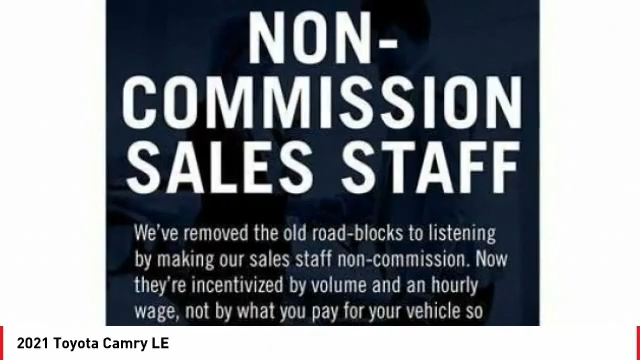 NON-
COMMISSION
SALES STAFF
We've removed the old road-blocks to listening
by making our sales staff non-commission. Now
they're incentivized by volume and an hourly
wage, not by what you pay for your vehicle so
2021 Toyota Camry LE